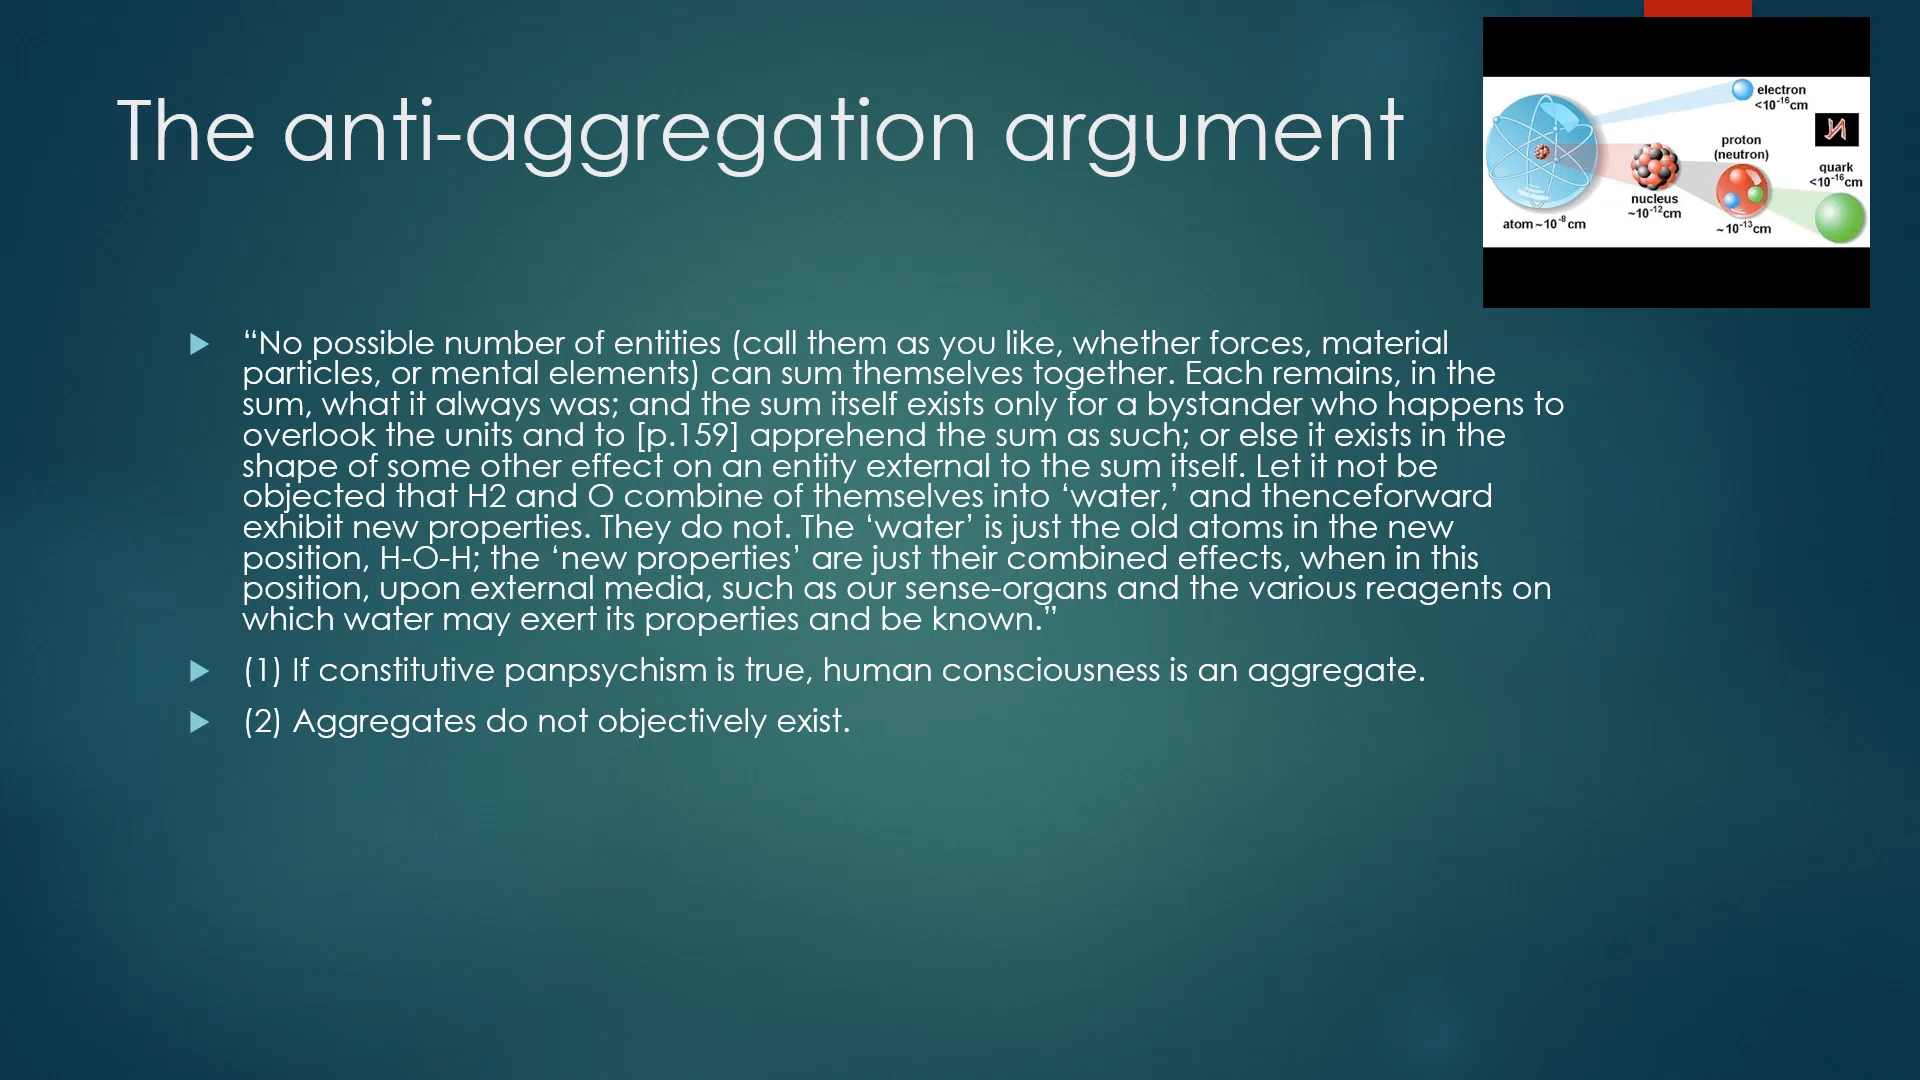 The anti-aggregation argument
electron
<10-16cm
proton
(neutron)
quark
<10-16cm
nucleus
~10-12cm
atom~10-8cm
~10-13cm
“No possible number of entities (call them as you like, whether forces, material
particles, or mental elements) can sum themselves together. Each remains, in the
sum, what it always was; and the sum itself exists only for a bystander who happens to
overlook the units and to [p.159] apprehend the sum as such; or else it exists in the
shape of some other effect on an entity external to the sum itself. Let it not be
objected that H2 and O combine of themselves into ‘water,’ and thenceforward
exhibit new properties. They do not. The ‘water’ is just the old atoms in the new
position, H-O-H; the ‘new properties’ are just their combined effects, when in this
position, upon external media, such as our sense-organs and the various reagents on
which water may exert its properties and be known.”
(1) If constitutive panpsychism is true, human consciousness is an aggregate.
(2) Aggregates do not objectively exist.